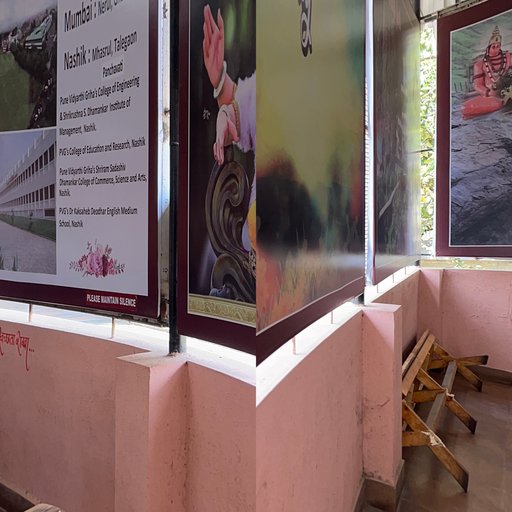 Mumbai : Nerul,
Nashik : Mhasrul, Talegaon
Panchavati
Pune Vidyarthi Griha's College of Engineering
& Shrikrushna S. Dhamankar Institute of
Management, Nashik.
PVG's College of Education and Research, Nashik
Pune Vidyarthi Griha's Shriram Sadashiv
Dhamankar College of Commerce, Science and Arts,
Nashik.
PVG's Dr Kakasaheb Deodhar English Medium
School, Nashik
PLEASE MAINTAIN SILENCE